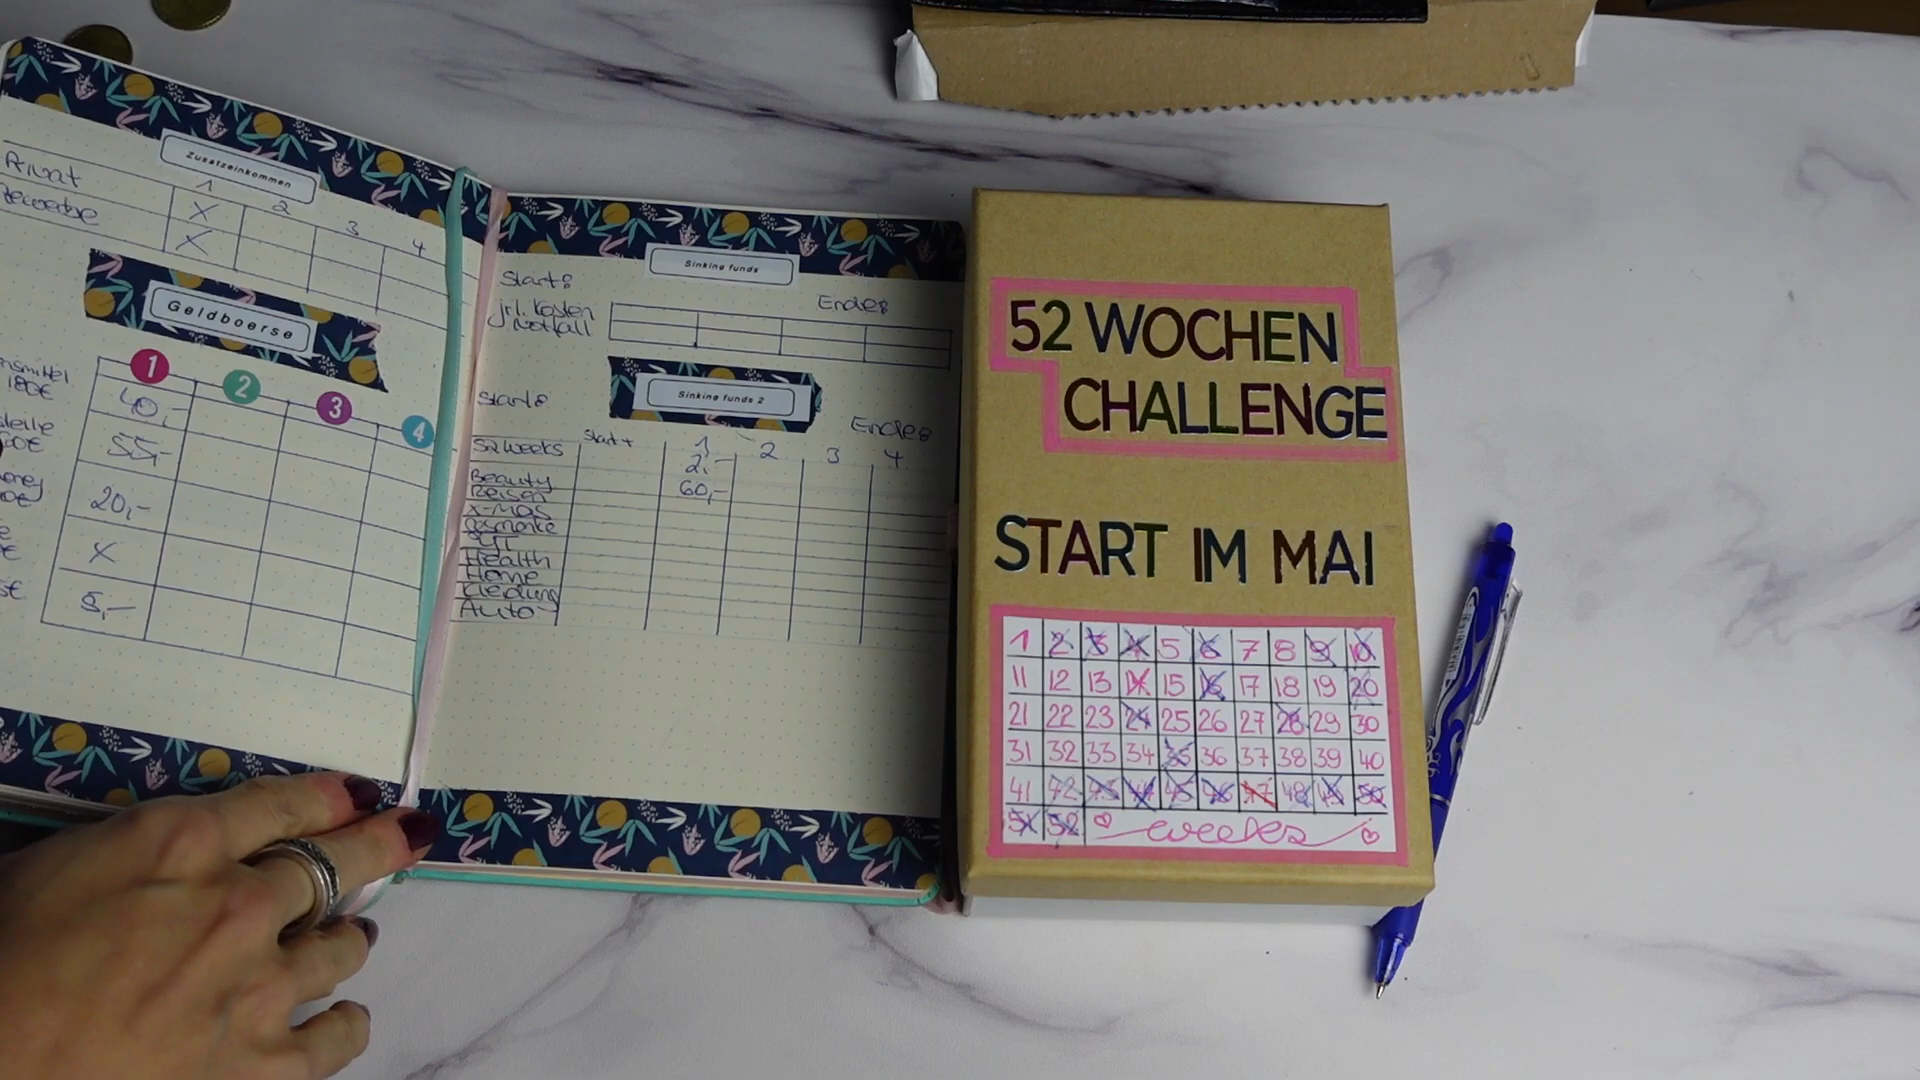 Zusatzeinkommen
1 2 3 4
Privat
X
X
Geldboerse
1 2 3 4
180€
40,-
55,-
20,-
X
5,-
Sinking funds
Start:
Ende:
jrl. Kosten
Notfall
Sinking funds 2
Start:
Ende:
Start
1 2 3 4
52 weeks 2,-
Beauty 60,-
Reisen
X-MAS
Health
Home
Kleidung
Auto
52 WOCHEN
CHALLENGE
START IM MAI
1 2 3 4 5 6 7 8 9 10
11 12 13 14 15 16 17 18 19 20
21 22 23 24 25 26 27 28 29 30
31 32 33 34 35 36 37 38 39 40
41 42 43 44 45 46 47 48 49 50
51 52 weeks